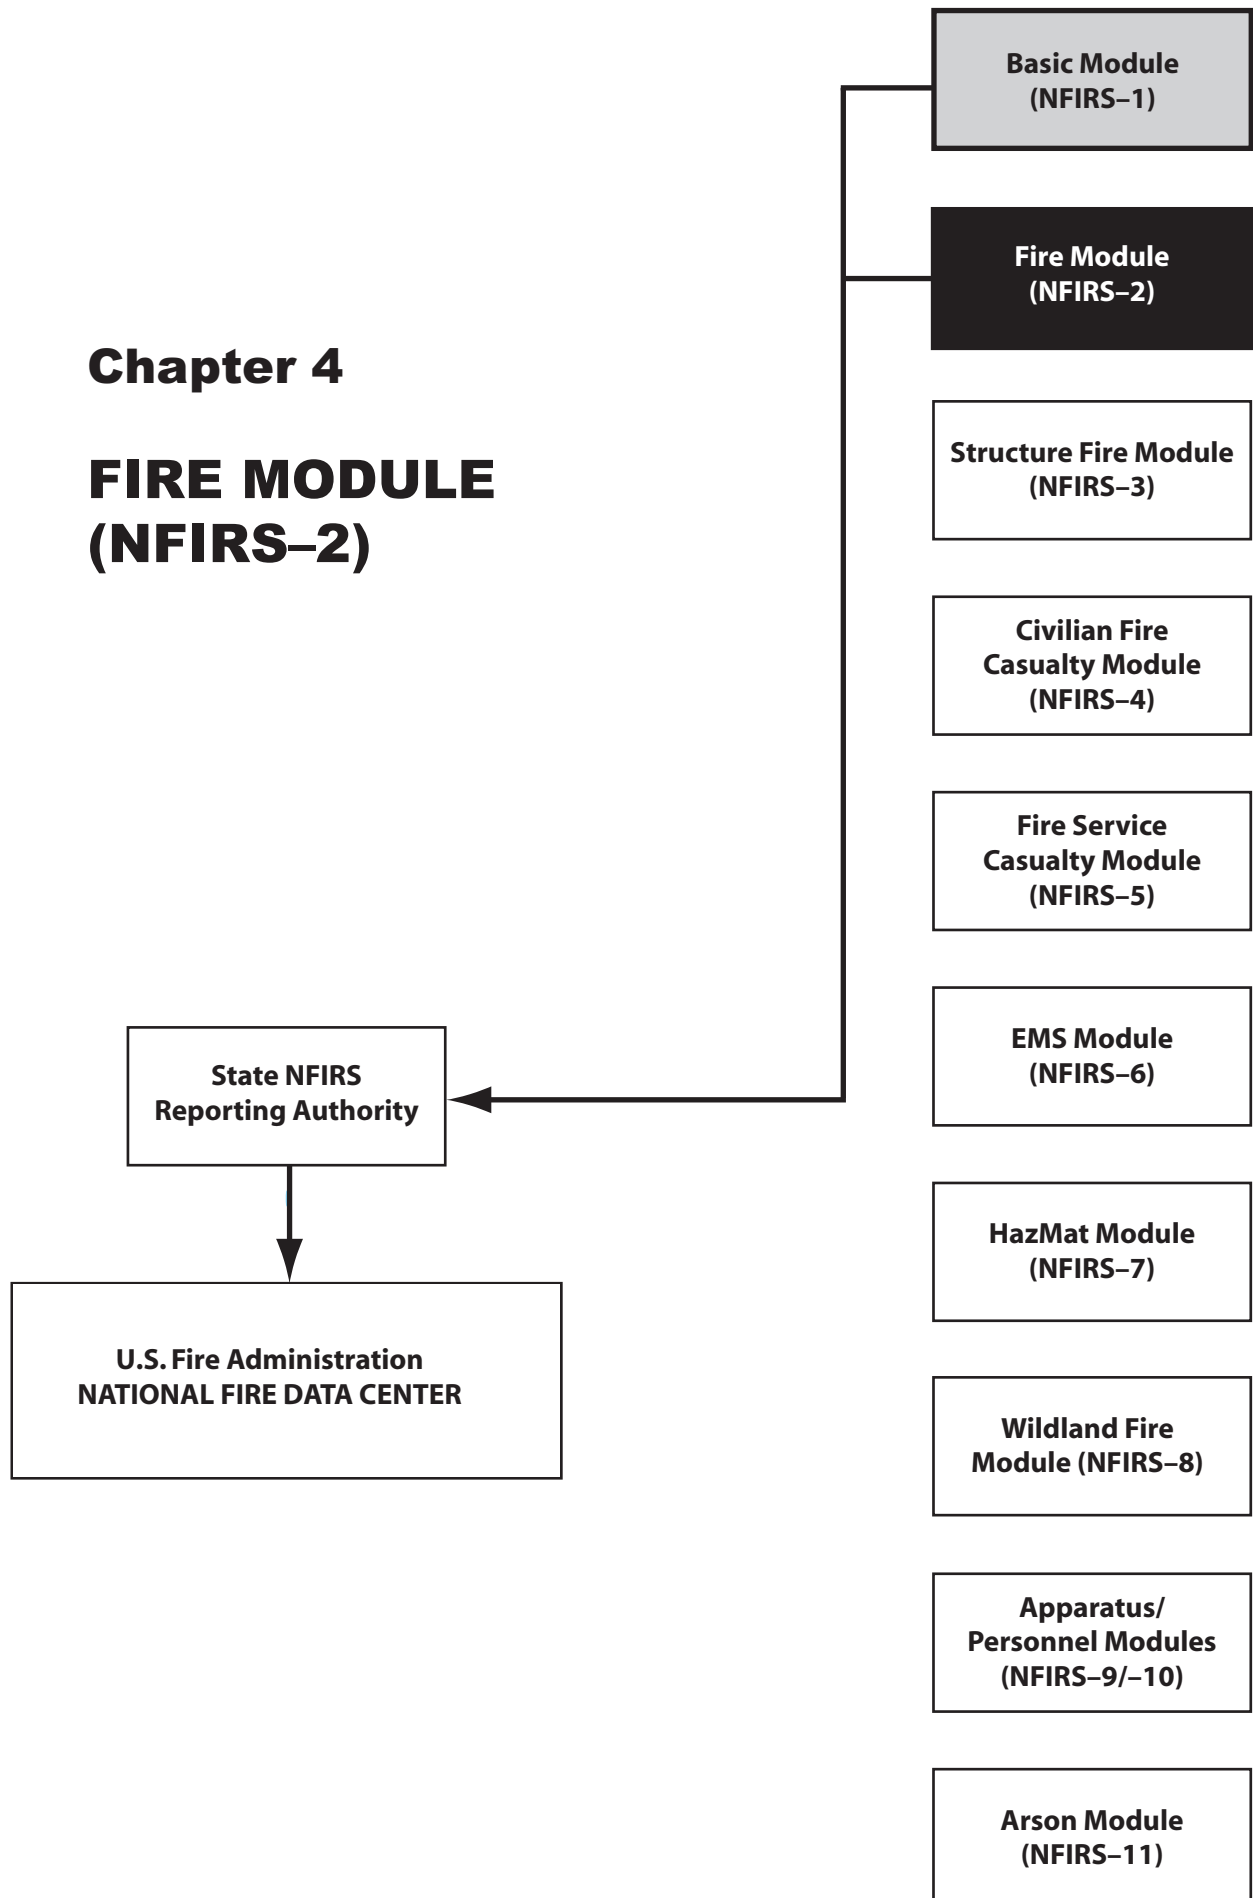 Chapter 4
FIRE MODULE
(NFIRS–2)
Basic Module
(NFIRS–1)
Fire Module
(NFIRS–2)
Structure Fire Module
(NFIRS–3)
Civilian Fire
Casualty Module
(NFIRS–4)
Fire Service
Casualty Module
(NFIRS–5)
EMS Module
(NFIRS–6)
HazMat Module
(NFIRS–7)
Wildland Fire
Module (NFIRS–8)
Apparatus/
Personnel Modules
(NFIRS–9/–10)
Arson Module
(NFIRS–11)
State NFIRS
Reporting Authority
U.S. Fire Administration
NATIONAL FIRE DATA CENTER